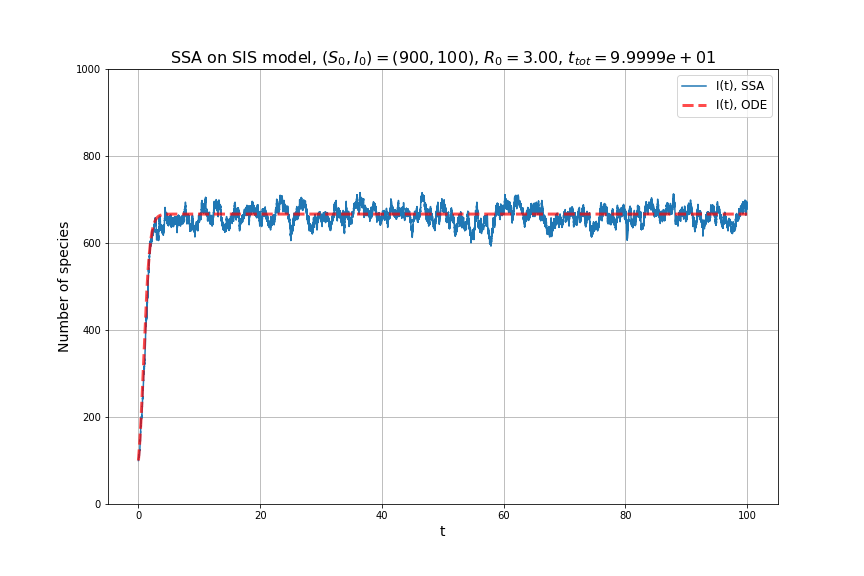 SSA on SIS model, $(S_0, I_0) = (900, 100)$, $R_0 = 3.00$, $t_{tot} = 9.9999e + 01$
I(t), SSA
I(t), ODE
Number of species
1000
800
600
400
200
0
0 20 40 60 80 100
t